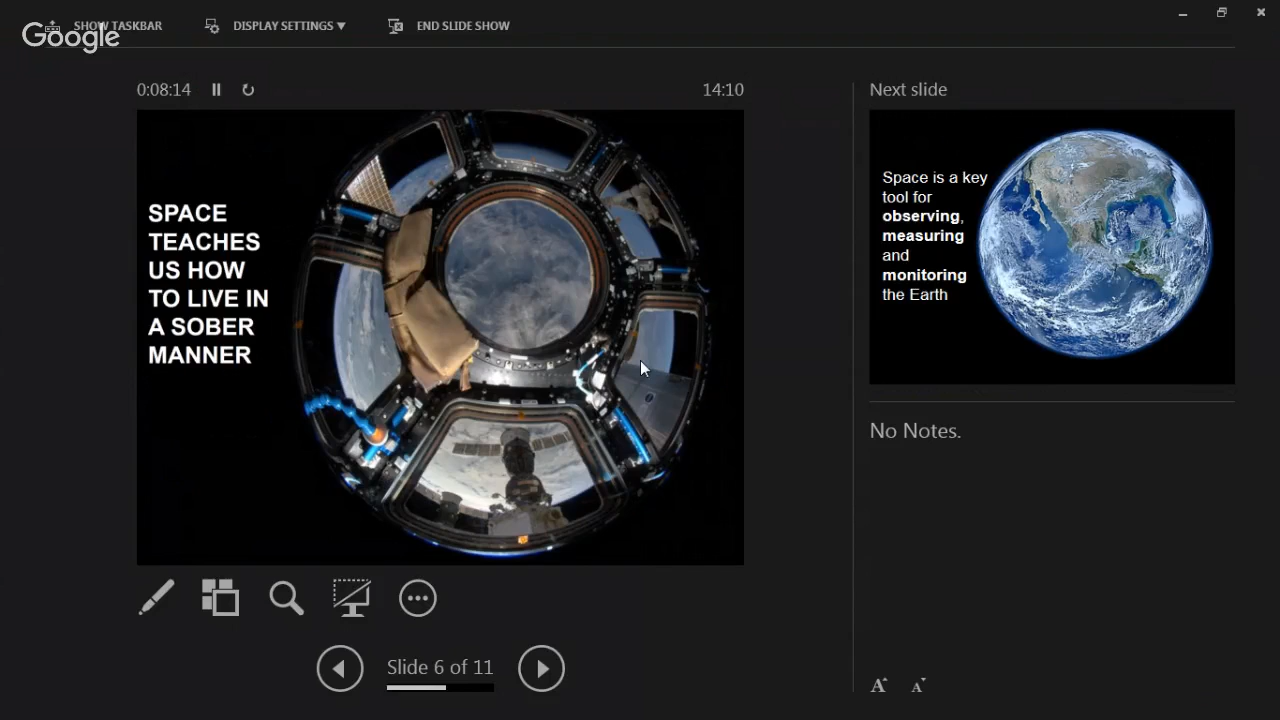 SHOW TASKBAR
DISPLAY SETTINGS ▼
END SLIDE SHOW
Google
0:08:14
14:10
Next slide
SPACE
TEACHES
US HOW
TO LIVE IN
A SOBER
MANNER
Space is a key
tool for
observing,
measuring
and
monitoring
the Earth
No Notes.
Slide 6 of 11
A
A